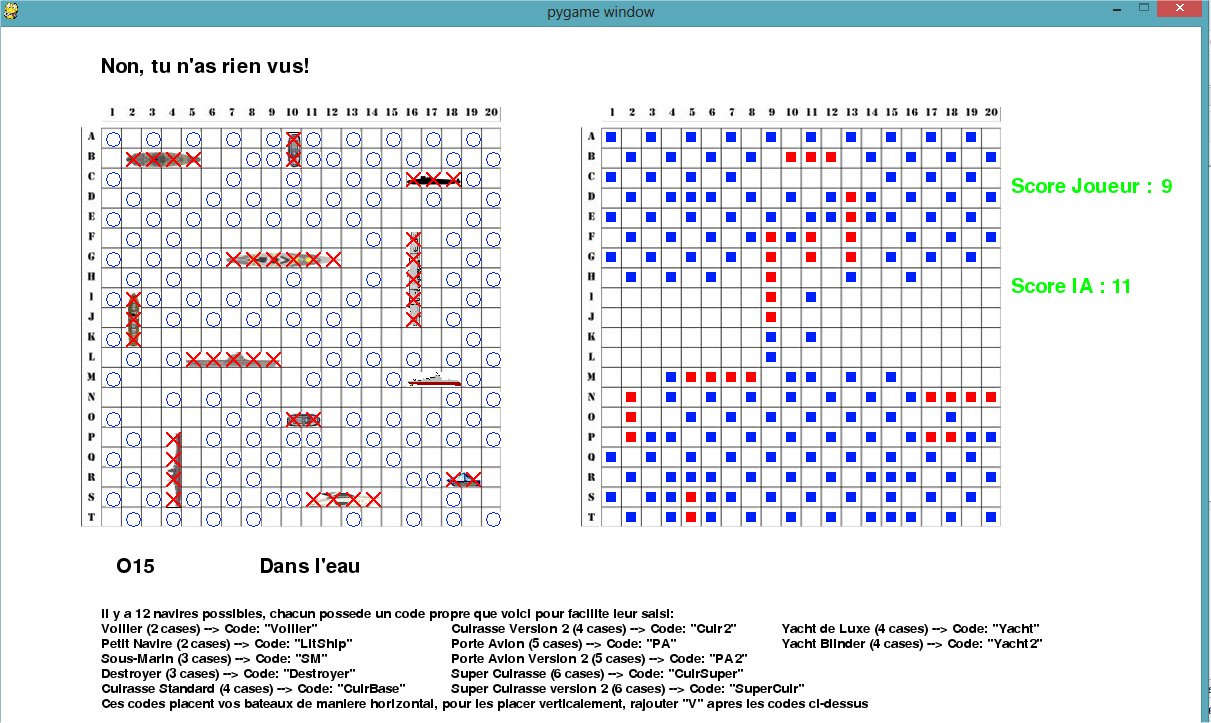 pygame window
Non, tu n'as rien vus!
1 2 3 4 5 6 7 8 9 10 11 12 13 14 15 16 17 18 19 20
A
B
C
D
E
F
G
H
I
J
K
L
M
N
O
P
Q
R
S
T
1 2 3 4 5 6 7 8 9 10 11 12 13 14 15 16 17 18 19 20
A
B
C
D
E
F
G
H
I
J
K
L
M
N
O
P
Q
R
S
T
Score Joueur : 9
Score IA : 11
O15 Dans l'eau
Il y a 12 navires possibles, chacun possede un code propre que voici pour facilite leur saisi:
Voilier (2 cases) --> Code: "Voilier"
Petit Navire (2 cases) --> Code: "LitShip"
Sous-Marin (3 cases) --> Code: "SM"
Destroyer (3 cases) --> Code: "Destroyer"
Cuirasse Standard (4 cases) --> Code: "CuirBase"
Cuirasse Version 2 (4 cases) --> Code: "Cuir2"
Porte Avion (5 cases) --> Code: "PA"
Porte Avion Version 2 (5 cases) --> Code: "PA2"
Super Cuirasse (6 cases) --> Code: "CuirSuper"
Super Cuirasse version 2 (6 cases) --> Code: "SuperCuir"
Yacht de Luxe (4 cases) --> Code: "Yacht"
Yacht Blinder (4 cases) --> Code: "Yacht2"
Ces codes placent vos bateaux de maniere horizontal, pour les placer verticalement, rajouter "V" apres les codes ci-dessus